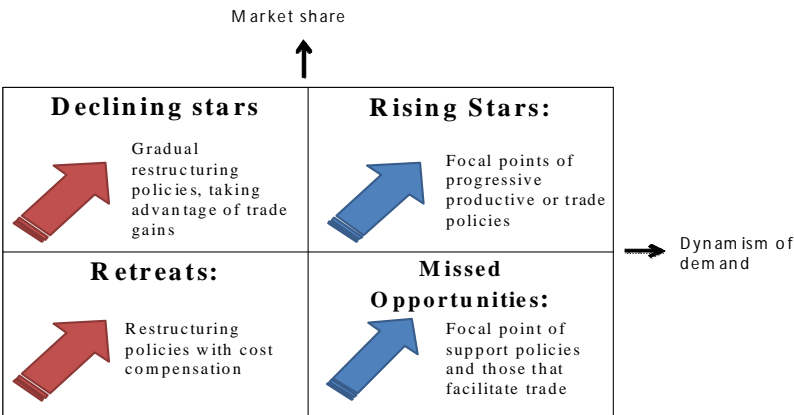 Market share
Declining stars
Gradual
restructuring
policies, taking
advantage of trade
gains
Rising Stars:
Focal points of
progressive
productive or trade
policies
Dynamism of
demand
Retreats:
Restructuring
policies with cost
compensation
Missed
Opportunities:
Focal point of
support policies
and those that
facilitate trade